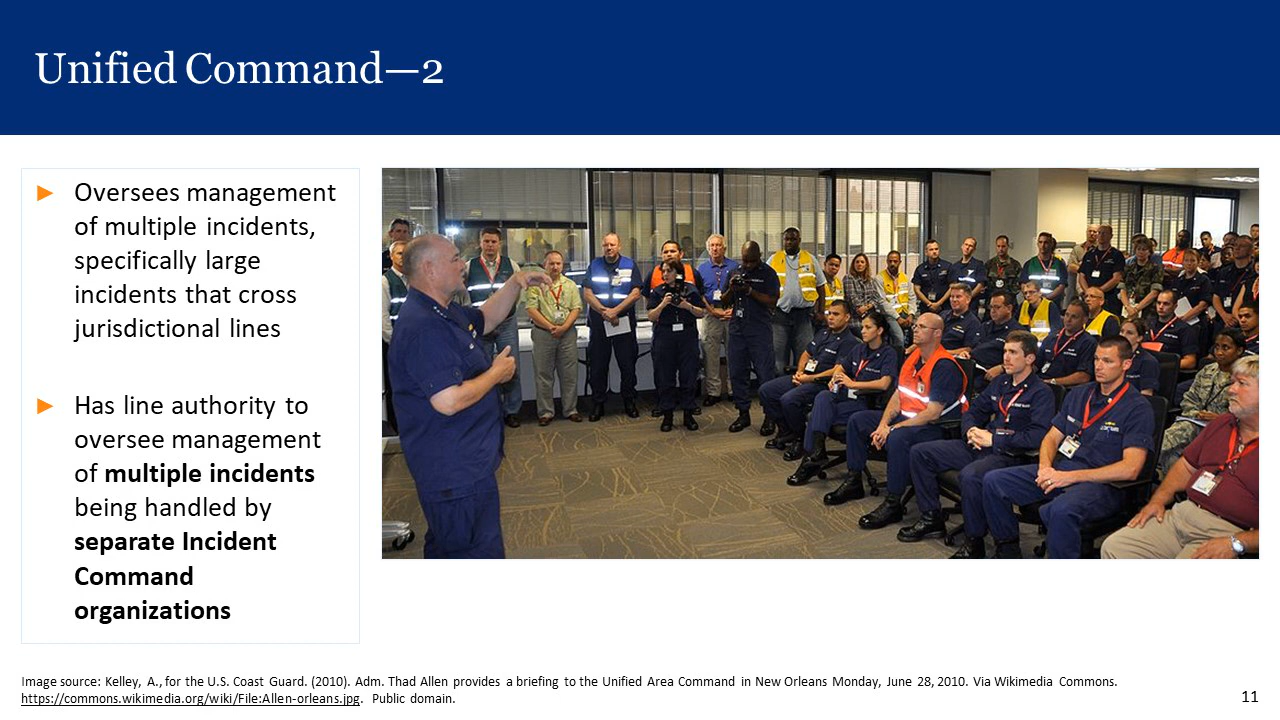 Unified Command—2
► Oversees management
of multiple incidents,
specifically large
incidents that cross
jurisdictional lines
► Has line authority to
oversee management
of multiple incidents
being handled by
separate Incident
Command
organizations
Image source: Kelley, A., for the U.S. Coast Guard. (2010). Adm. Thad Allen provides a briefing to the Unified Area Command in New Orleans Monday, June 28, 2010. Via Wikimedia Commons.
https://commons.wikimedia.org/wiki/File:Allen-orleans.jpg. Public domain.
11